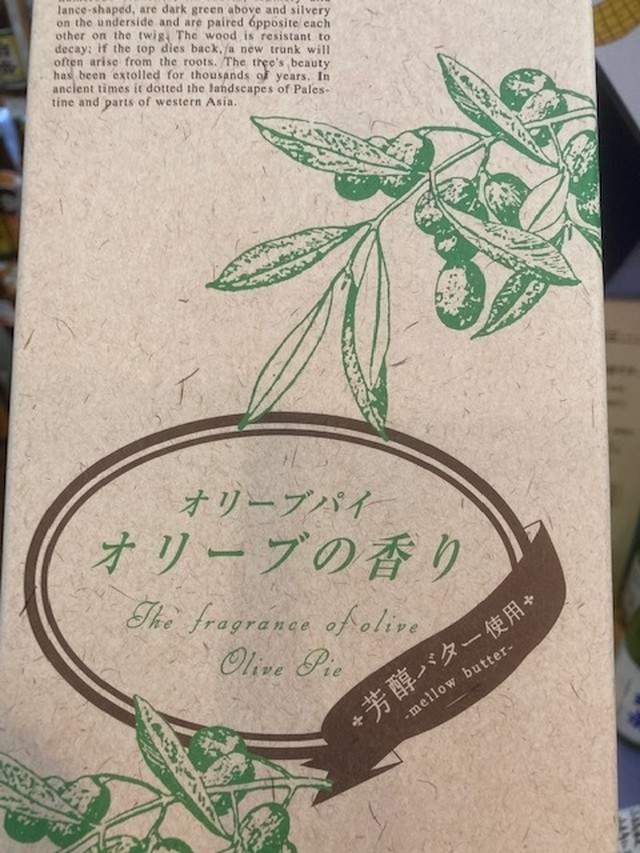 lance-shaped, are dark green above and silvery
on the underside and are paired opposite each
other on the twig. The wood is resistant to
decay; if the top dies back, a new trunk will
often arise from the roots. The tree's beauty
has been extolled for thousands of years. In
ancient times it dotted the landscapes of Pales-
tine and parts of western Asia.
オリーブパイ
オリーブの香り
The fragrance of olive
Olive Pie
芳醇バター使用
-mellow butter-